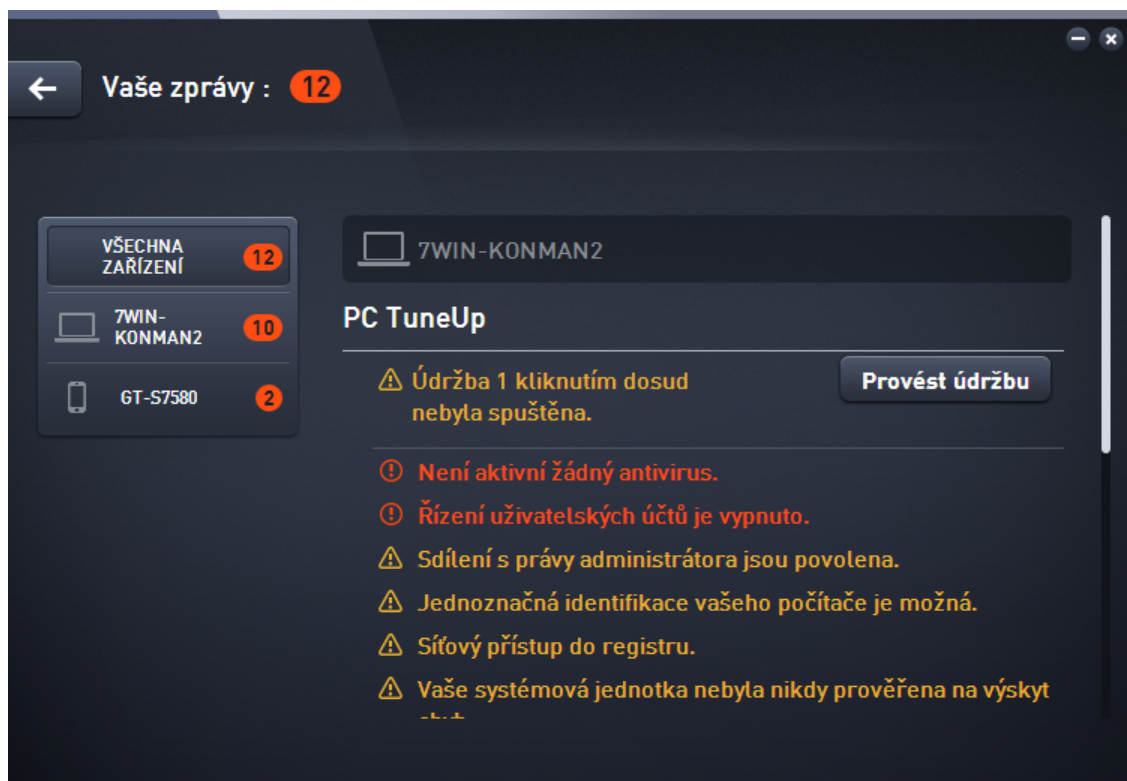 Vaše zprávy : 12
VŠECHNA
ZAŘÍZENÍ
12
7WIN-
KONMAN2
10
GT-S7580
2
7WIN-KONMAN2
PC TuneUp
Údržba 1 kliknutím dosud
nebyla spuštěna.
Provést údržbu
Není aktivní žádný antivirus.
Řízení uživatelských účtů je vypnuto.
Sdílení s právy administrátora jsou povolena.
Jednoznačná identifikace vašeho počítače je možná.
Síťový přístup do registru.
Vaše systémová jednotka nebyla nikdy prověřena na výskyt